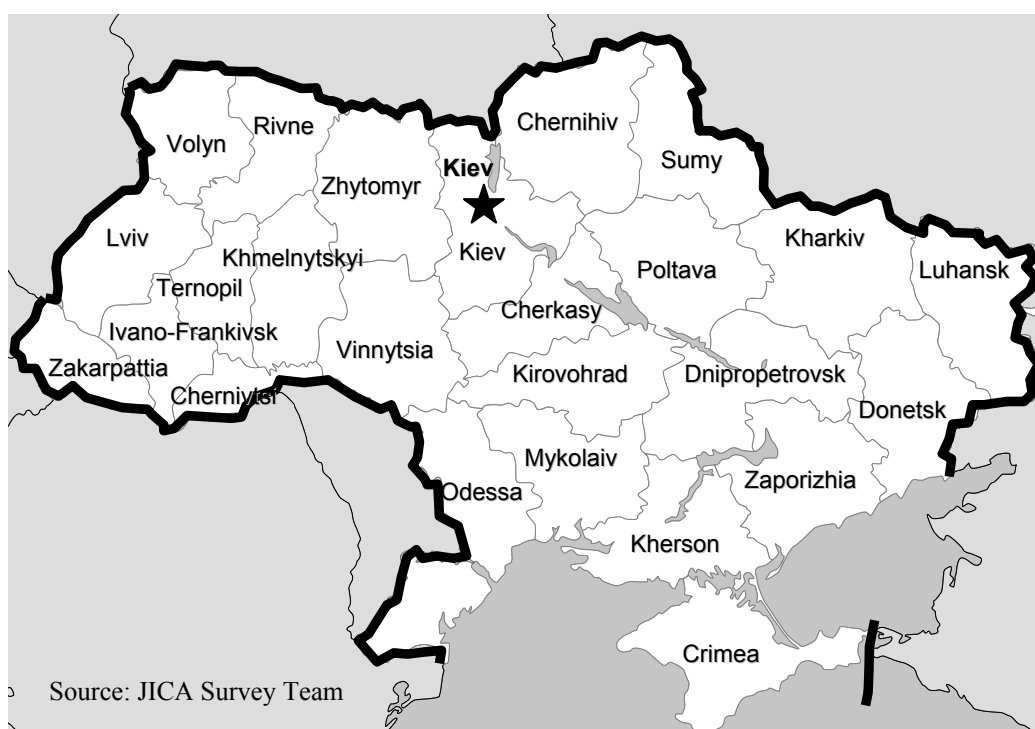 Chernihiv
Rivne
Volyn
Sumy
Kiev
Zhytomyr
Lviv
Kharkiv
Kiev
Khmelnytskyi
Poltava
Luhansk
Ternopil
Cherkasy
Ivano-Frankivsk
Vinnytsia
Zakarpattia
Kirovohrad
Dnipropetrovsk
Chernivtsi
Donetsk
Mykolaiv
Zaporizhia
Odessa
Kherson
Crimea
Source: JICA Survey Team